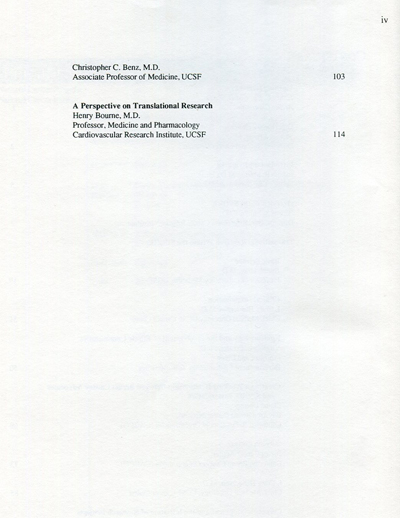 iv
Christopher C. Benz, M.D.
Associate Professor of Medicine, UCSF 103
A Perspective on Translational Research
Henry Bourne, M.D.
Professor, Medicine and Pharmacology
Cardiovascular Research Institute, UCSF 114